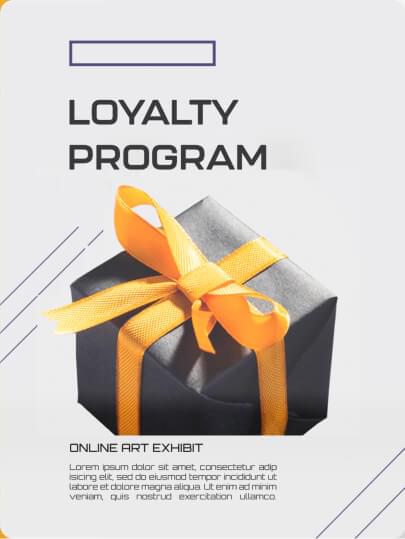 LOYALTY
PROGRAM
ONLINE ART EXHIBIT
Lorem ipsum dolor sit amet, consectetur adip
isicing elit, sed do eiusmod tempor incididunt ut
labore et dolore magna aliqua. Ut enim ad minim
veniam, quis nostrud exercitation ullamco.